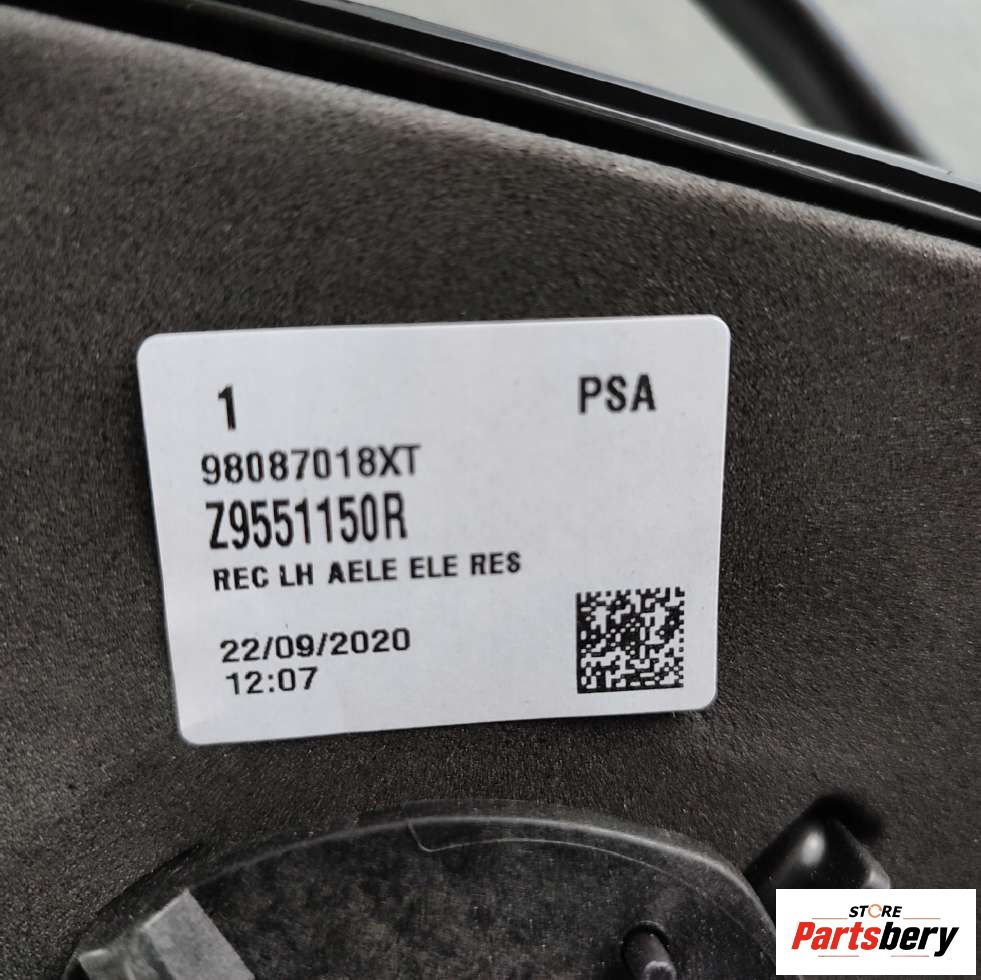 1 PSA
98087018XT
Z9551150R
REC LH AELE ELE RES
22/09/2020
12:07
STORE
Partsbery